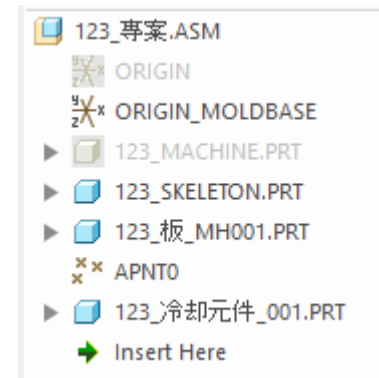 123_專案.ASM
ORIGIN
ORIGIN_MOLDBASE
123_MACHINE.PRT
123_SKELETON.PRT
123_板_MH001.PRT
APNT0
123_冷却元件_001.PRT
Insert Here